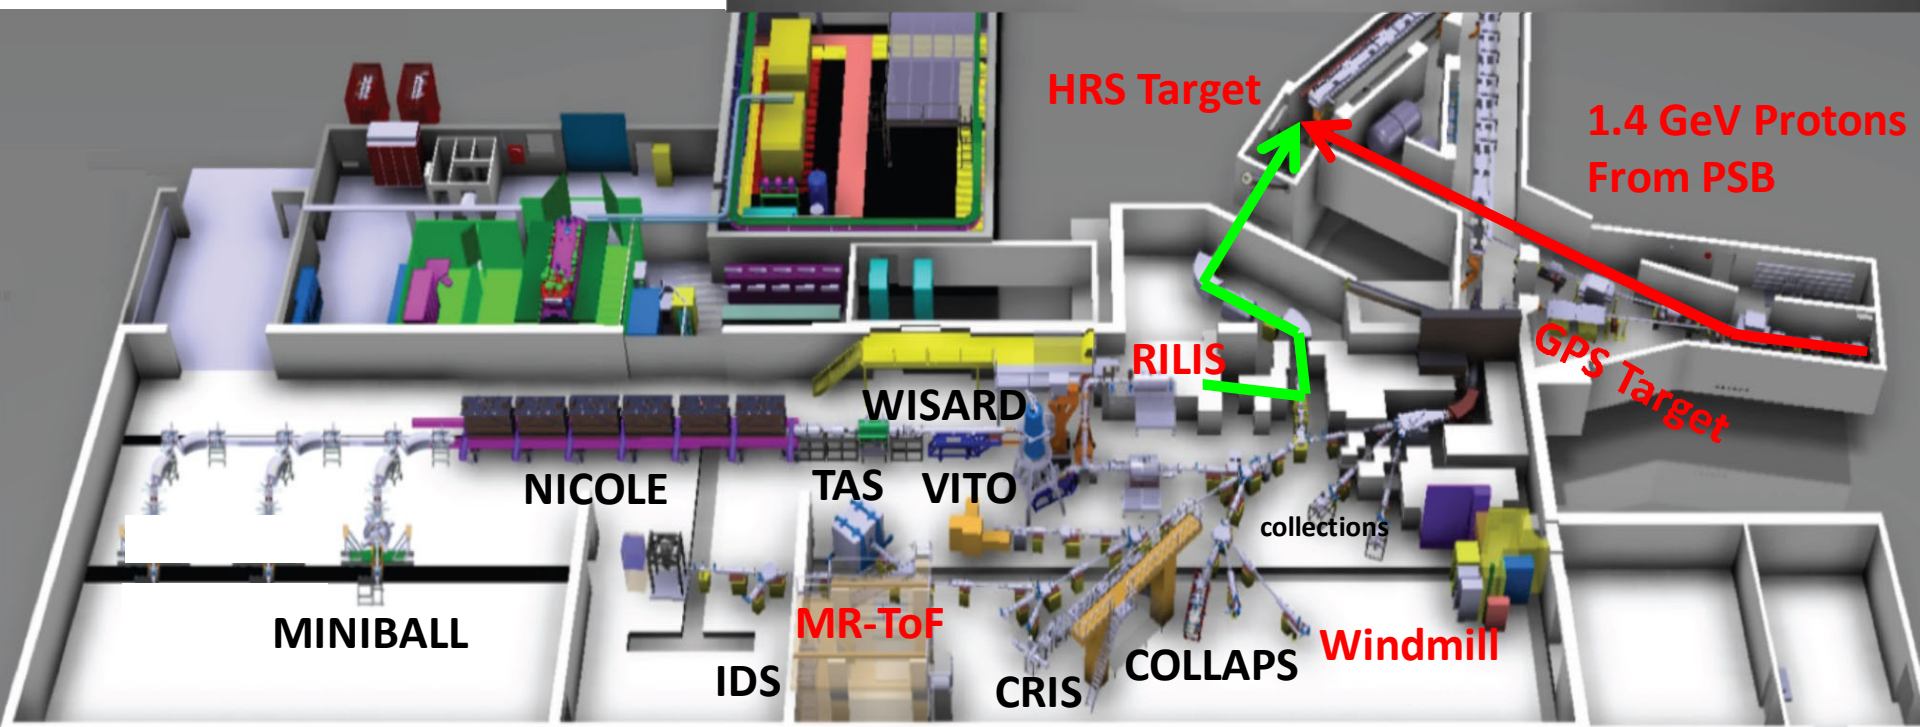 HRS Target
1.4 GeV Protons
From PSB
GPS Target
RILIS
WISARD
NICOLE
TAS
VITO
collections
MINIBALL
MR-ToF
Windmill
COLLAPS
IDS
CRIS